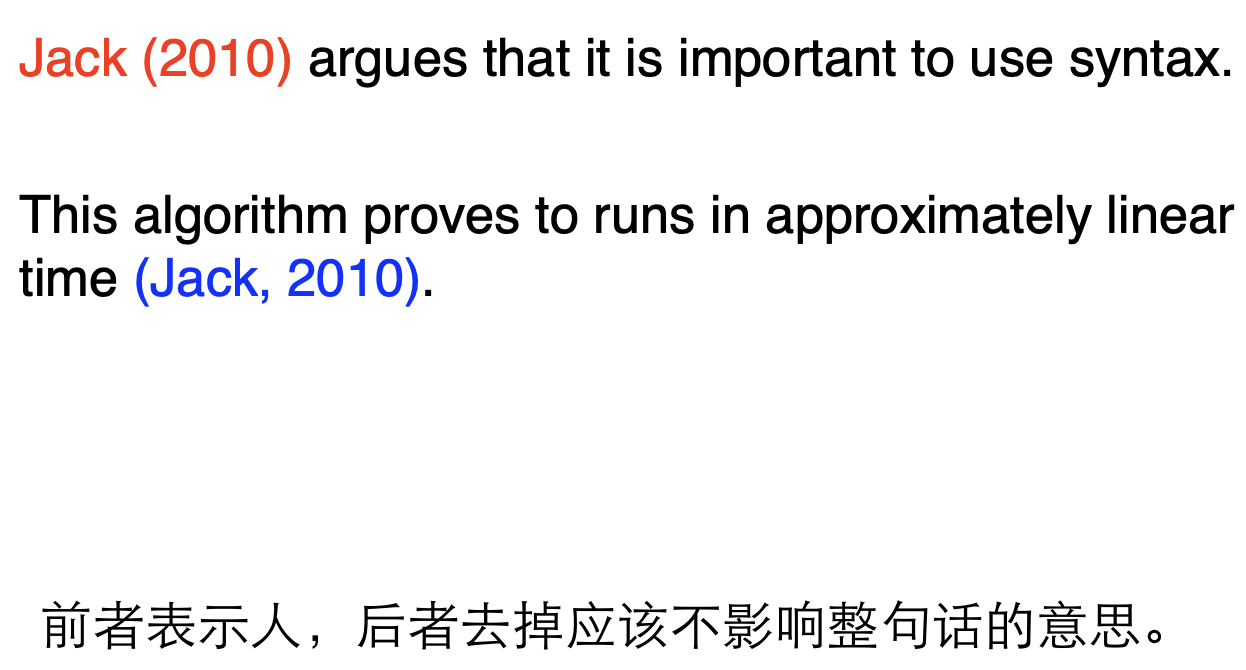 Jack (2010) argues that it is important to use syntax.
This algorithm proves to runs in approximately linear
time (Jack, 2010).
前者表示人，后者去掉应该不影响整句话的意思。